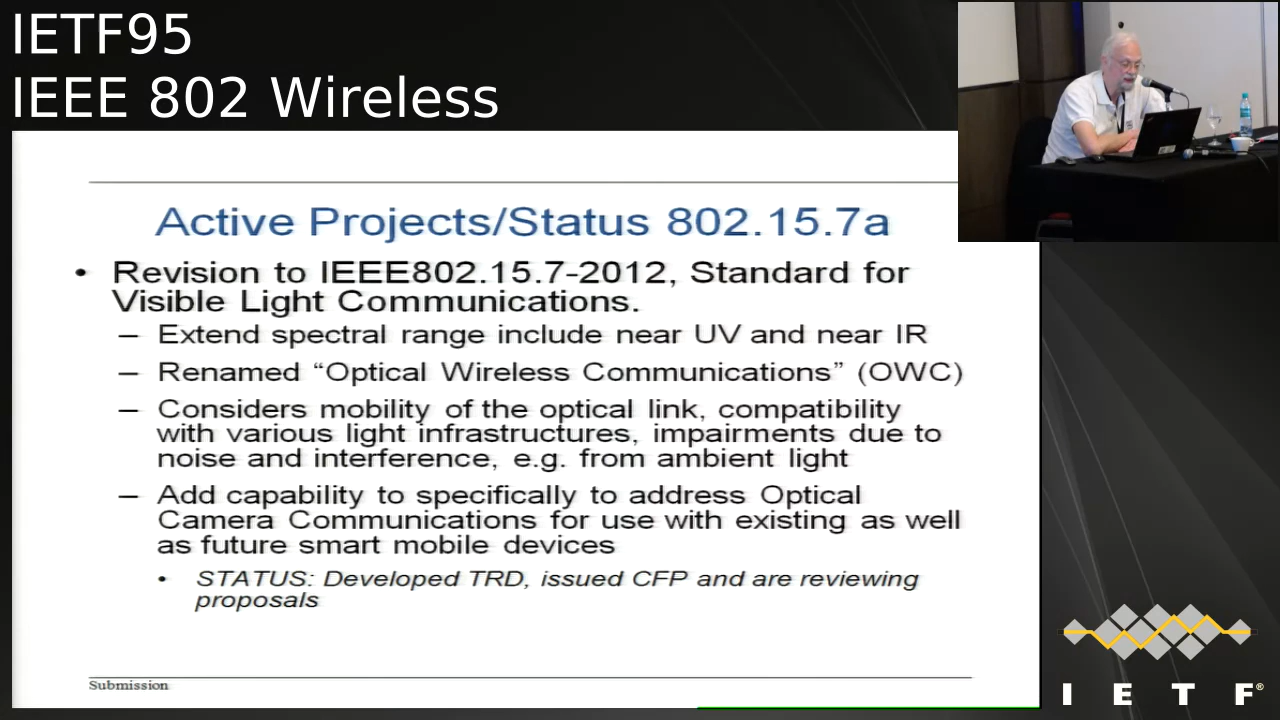 IETF95
IEEE 802 Wireless
Active Projects/Status 802.15.7a
• Revision to IEEE802.15.7-2012, Standard for
Visible Light Communications.
– Extend spectral range include near UV and near IR
– Renamed “Optical Wireless Communications” (OWC)
– Considers mobility of the optical link, compatibility
with various light infrastructures, impairments due to
noise and interference, e.g. from ambient light
– Add capability to specifically to address Optical
Camera Communications for use with existing as well
as future smart mobile devices
• STATUS: Developed TRD, issued CFP and are reviewing
proposals
Submission
I E T F®